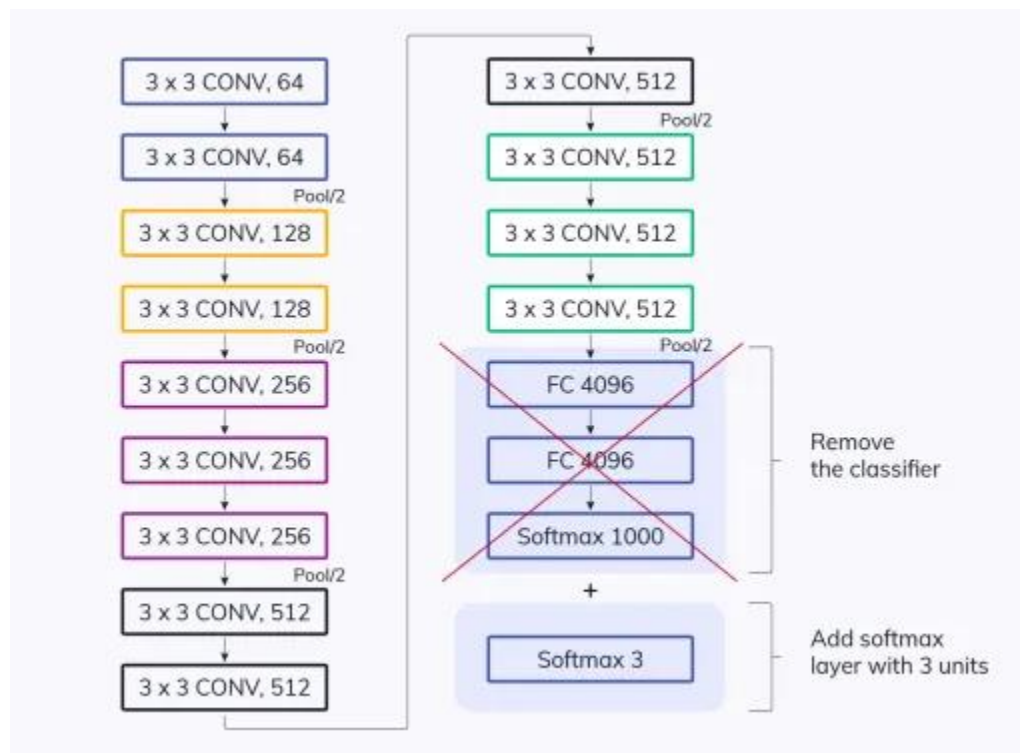 3 x 3 CONV, 64
3 x 3 CONV, 64
Pool/2
3 x 3 CONV, 128
3 x 3 CONV, 128
Pool/2
3 x 3 CONV, 256
3 x 3 CONV, 256
3 x 3 CONV, 256
Pool/2
3 x 3 CONV, 512
3 x 3 CONV, 512
3 x 3 CONV, 512
Pool/2
3 x 3 CONV, 512
3 x 3 CONV, 512
3 x 3 CONV, 512
Pool/2
FC 4096
FC 4096
Softmax 1000
Remove
the classifier
+
Softmax 3
Add softmax
layer with 3 units